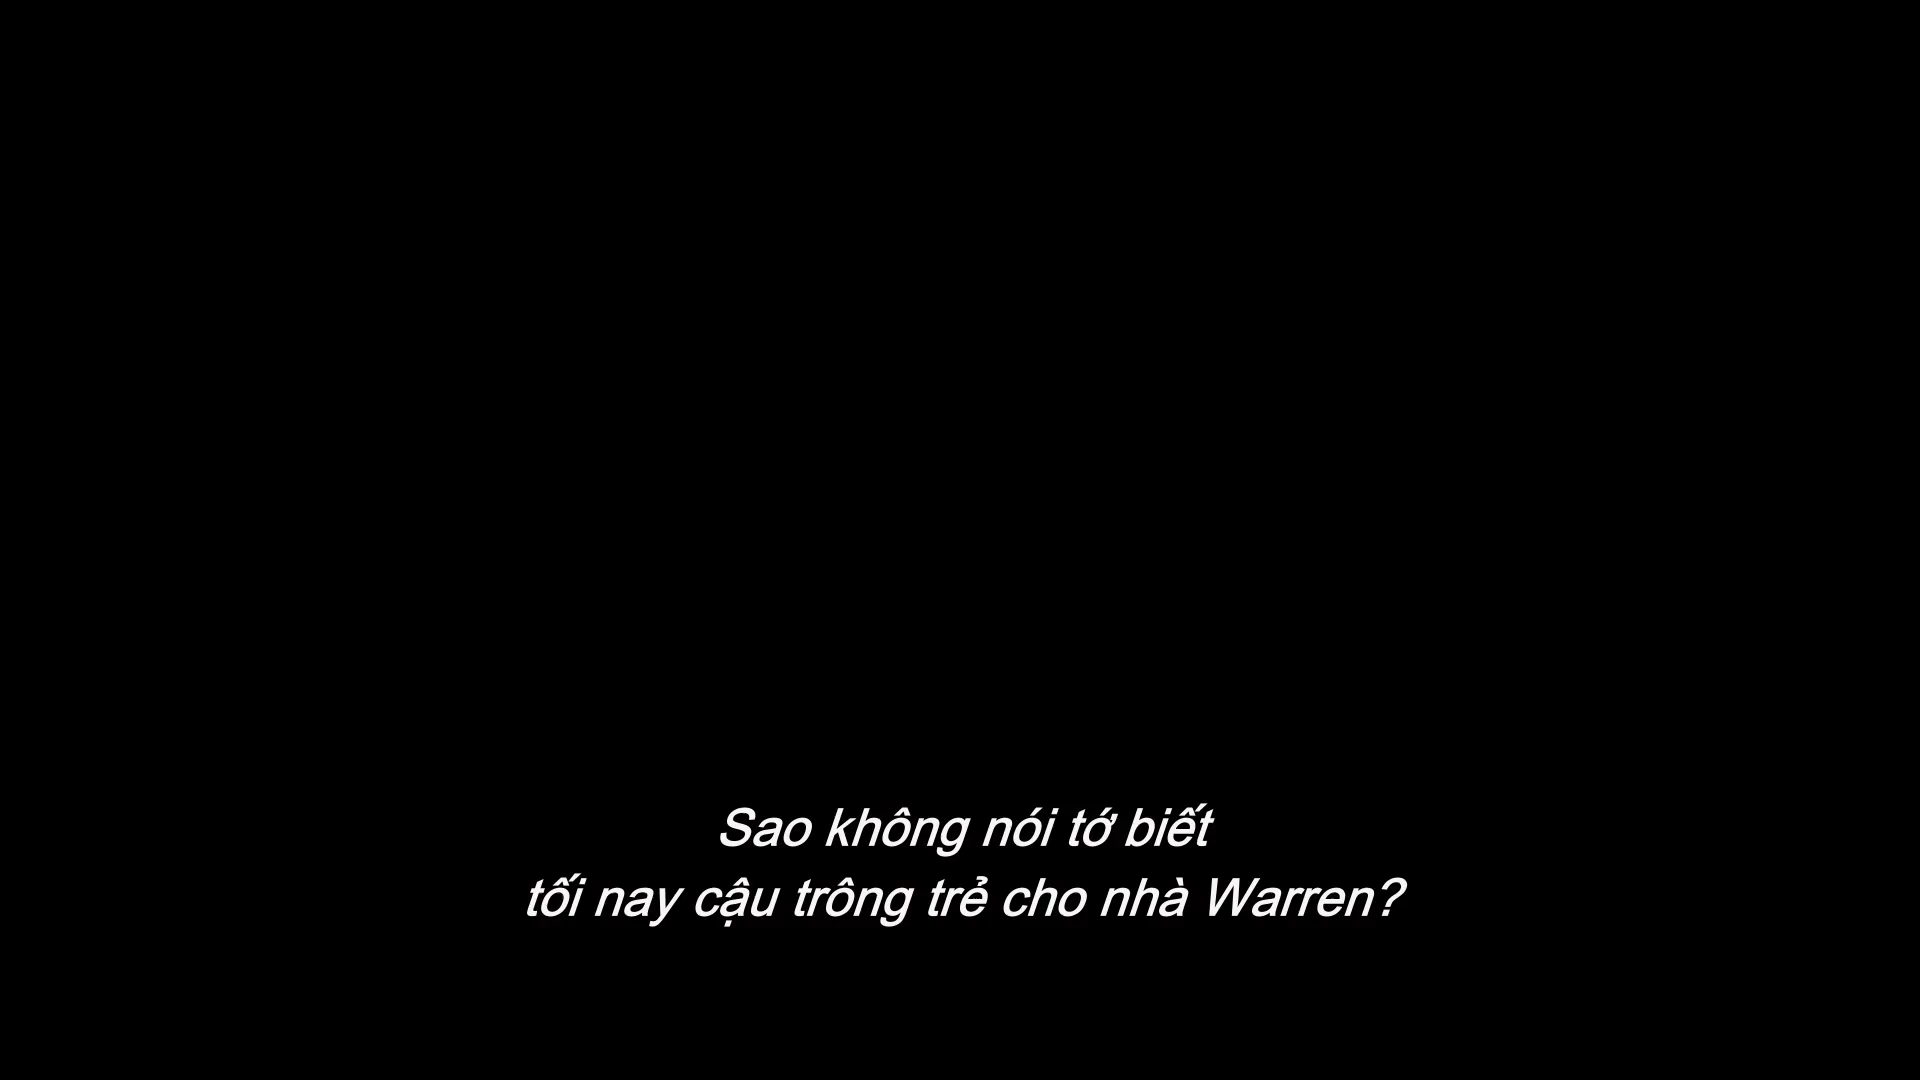 Sao không nói tớ biết
tối nay cậu trông trẻ cho nhà Warren?